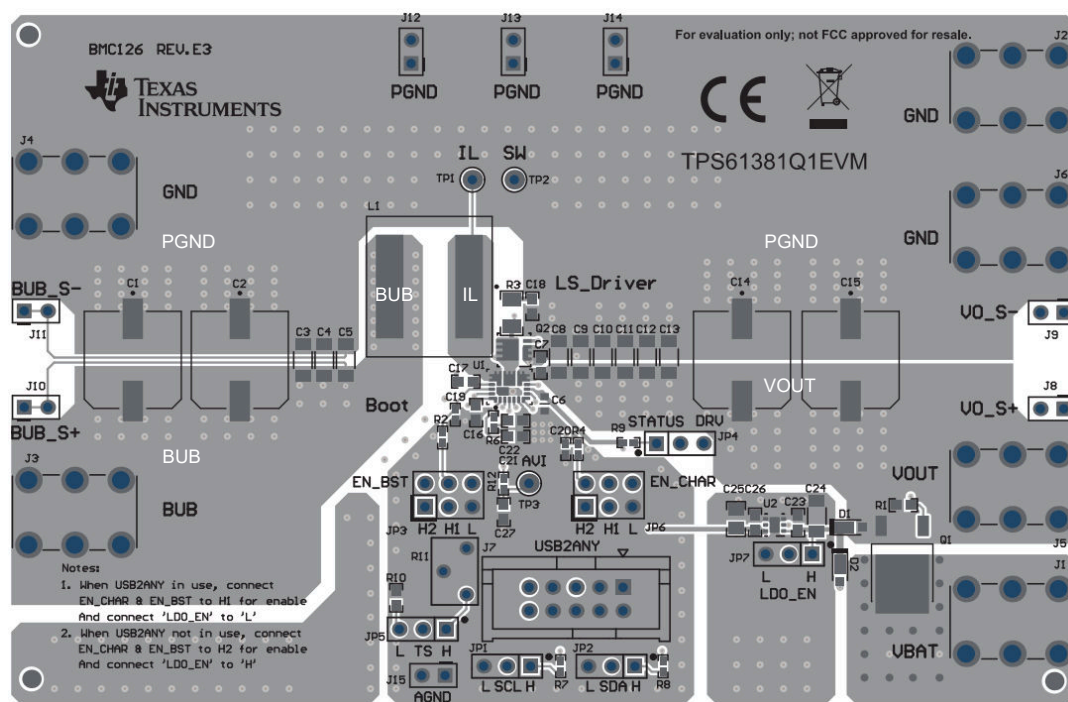 J12
J13
J14
BMC126 REV.E3
TEXAS
INSTRUMENTS
PGND
PGND
PGND
For evaluation only; not FCC approved for resale.
J2
CE
GND
TPS61381Q1EVM
J4
IL
SW
TP1
TP2
GND
J6
GND
L1
PGND
PGND
BUB_S-
J11
C1
C2
C3 C4 C5
BUB
IL
R3
C18
LS_Driver
Q2
C8 C9 C10 C11 C12 C13
C7
C14
C15
VO_S-
J9
U1
C17
C6
VOUT
J10
BUB_S+
Boot
C19
C16
R2
R6
C22
C21
C20 R4
R9
STATUS DRV
JP4
J8
VO_S+
BUB
J3
BUB
EN_BST
R12
AVI
TP3
EN_CHAR
VOUT
JP3
H2 H1 L
C27
H2 H1 L
JP6
C25 C26
U2
C23
C24
D1
R1
Q1
J5
R11
J7
USB2ANY
JP7
L
H
LDO_EN
D2
J1
Notes:
1. When USB2ANY in use, connect
EN_CHAR & EN_BST to H1 for enable
And connect 'LDO_EN' to 'L'
2. When USB2ANY not in use, connect
EN_CHAR & EN_BST to H2 for enable
And connect 'LDO_EN' to 'H'
R10
JP5
L TS H
J15
AGND
JP1
L SCL H
R7
JP2
L SDA H
R8
VBAT